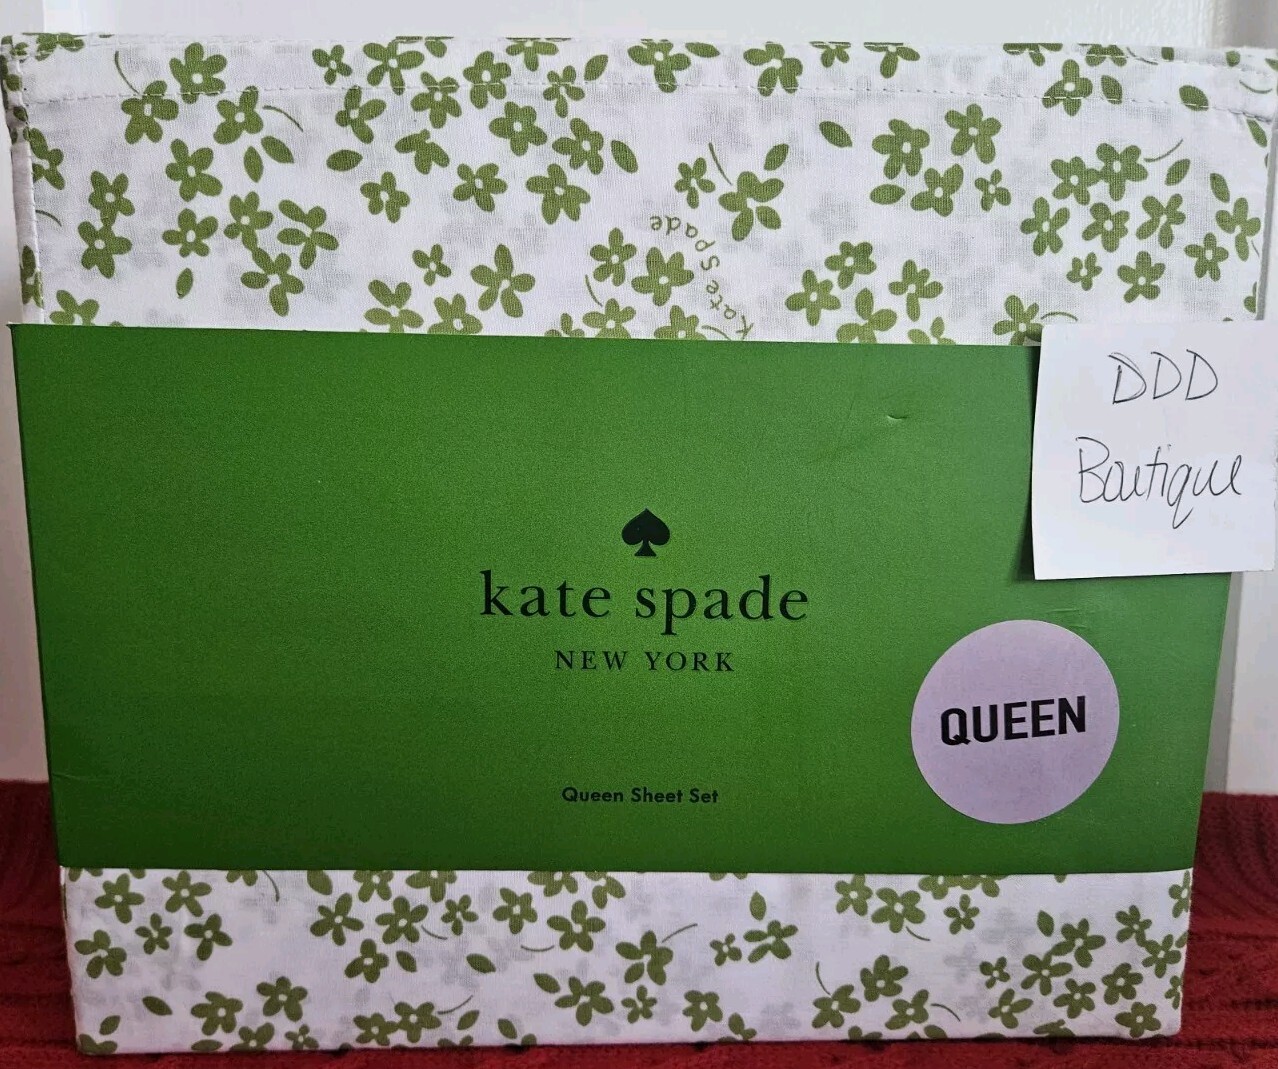 kate spade
DDD
Boutique
kate spade
NEW YORK
QUEEN
Queen Sheet Set